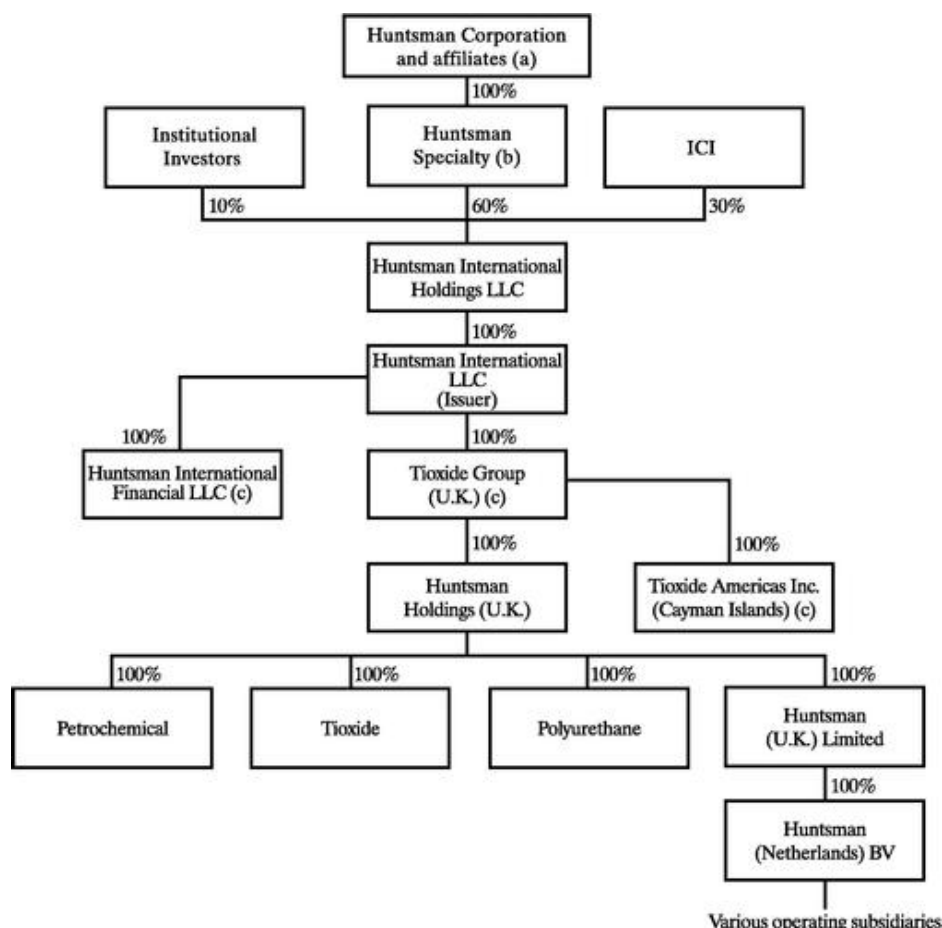 Huntsman Corporation
and affiliates (a)
100%
Institutional
Investors
Huntsman
Specialty (b)
ICI
10%
60%
30%
Huntsman International
Holdings LLC
100%
Huntsman International
LLC
(Issuer)
100%
100%
Huntsman International
Financial LLC (c)
Tioxide Group
(U.K.) (c)
100%
100%
Huntsman
Holdings (U.K.)
Tioxide Americas Inc.
(Cayman Islands) (c)
100%
100%
100%
100%
Petrochemical
Tioxide
Polyurethane
Huntsman
(U.K.) Limited
100%
Huntsman
(Netherlands) BV
Various operating subsidiaries